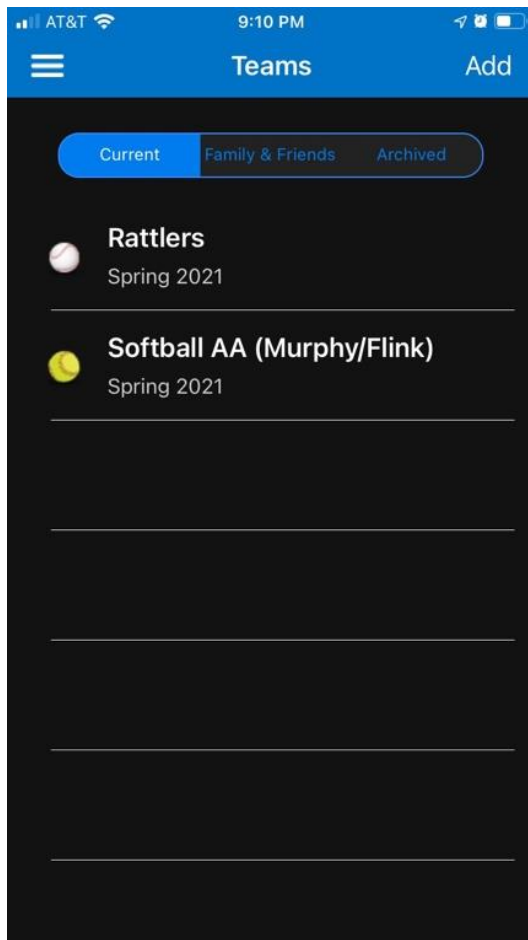 AT&T 9:10 PM
Teams Add
Current Family & Friends Archived
Rattlers
Spring 2021
Softball AA (Murphy/Flink)
Spring 2021